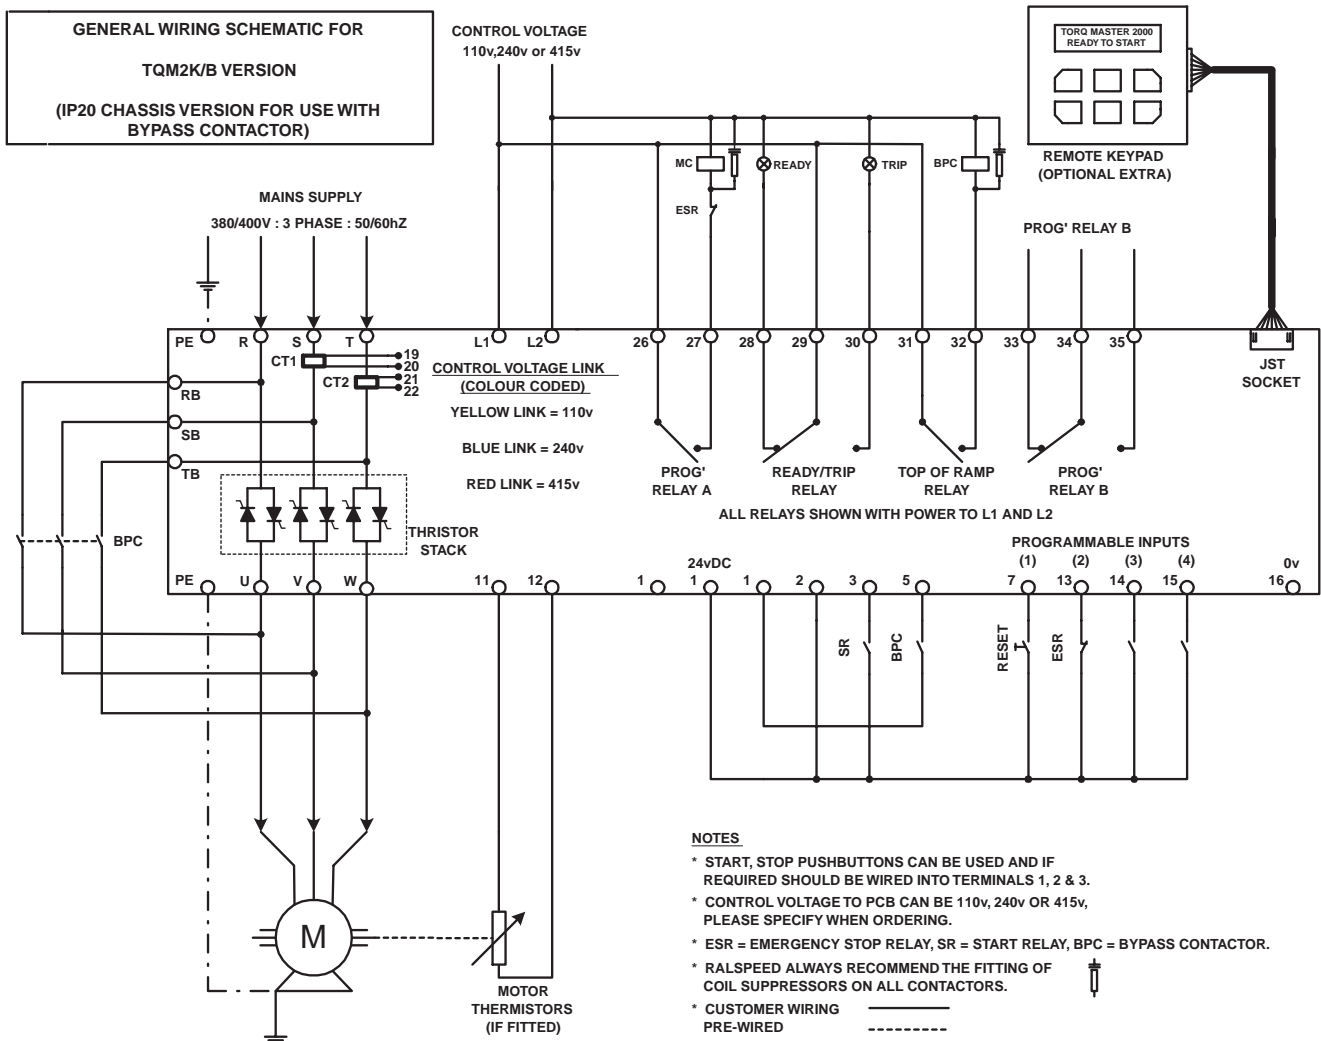 GENERAL WIRING SCHEMATIC FOR
TQM2K/B VERSION
(IP20 CHASSIS VERSION FOR USE WITH
BYPASS CONTACTOR)
CONTROL VOLTAGE
110v,240v or 415v
TORQ MASTER 2000
READY TO START
REMOTE KEYPAD
(OPTIONAL EXTRA)
MC
READY
TRIP
BPC
ESR
MAINS SUPPLY
380/400V : 3 PHASE : 50/60hZ
PROG' RELAY B
PE
R
S
T
L1
L2
26
27
28
29
30
31
32
33
34
35
JST
SOCKET
CT1
19
20
CT2
21
22
RB
SB
TB
CONTROL VOLTAGE LINK
(COLOUR CODED)
YELLOW LINK = 110v
BLUE LINK = 240v
RED LINK = 415v
PROG'
RELAY A
READY/TRIP
RELAY
TOP OF RAMP
RELAY
PROG'
RELAY B
ALL RELAYS SHOWN WITH POWER TO L1 AND L2
THRISTOR
STACK
BPC
PROGRAMMABLE INPUTS
24vDC
(1)
(2)
(3)
(4)
0v
PE
U
V
W
11
12
1
1
1
2
3
5
7
13
14
15
16
SR
BPC
RESET
ESR
M
MOTOR
THERMISTORS
(IF FITTED)
NOTES
* START, STOP PUSHBUTTONS CAN BE USED AND IF
REQUIRED SHOULD BE WIRED INTO TERMINALS 1, 2 & 3.
* CONTROL VOLTAGE TO PCB CAN BE 110v, 240v OR 415v,
PLEASE SPECIFY WHEN ORDERING.
* ESR = EMERGENCY STOP RELAY, SR = START RELAY, BPC = BYPASS CONTACTOR.
* RALSPEED ALWAYS RECOMMEND THE FITTING OF
COIL SUPPRESSORS ON ALL CONTACTORS.
* CUSTOMER WIRING
PRE-WIRED